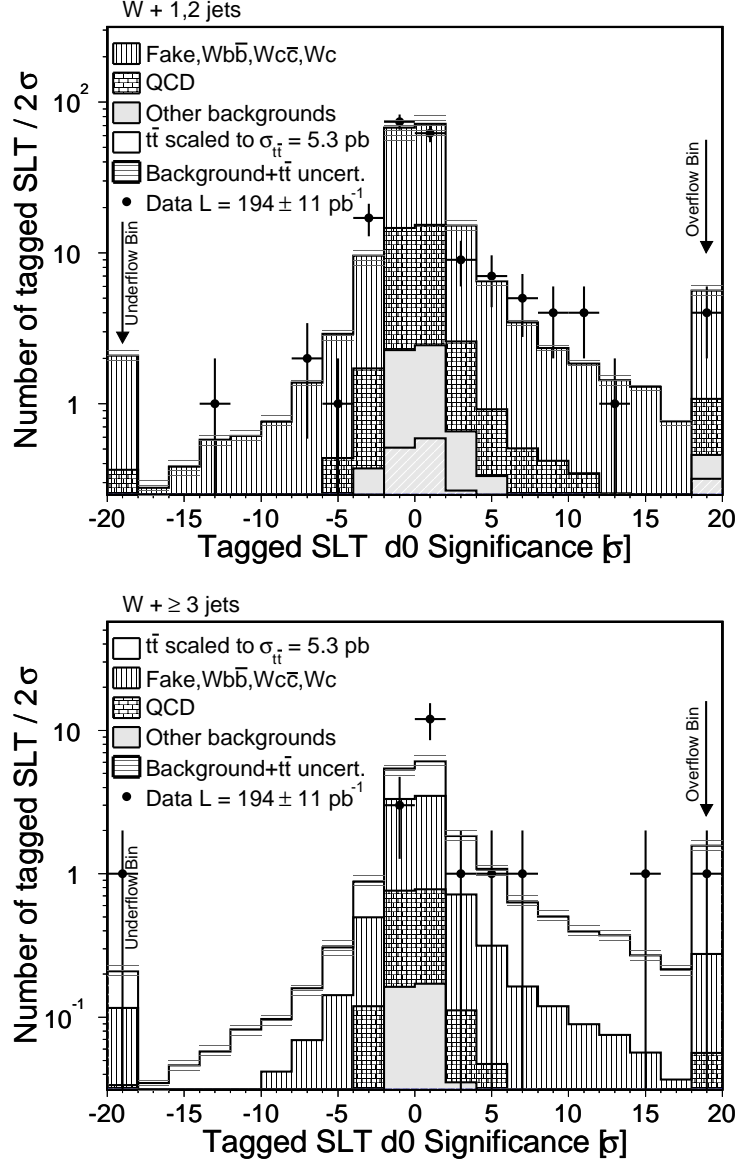 W + 1,2 jets
Fake,Wbb̅,Wcc̅,Wc
QCD
Other backgrounds
tt̅ scaled to σtt̅ = 5.3 pb
Background+tt̅ uncert.
Data L = 194 ± 11 pb⁻¹
Underflow Bin
Overflow Bin
Number of tagged SLT / 2σ
10²
10
1
-20 -15 -10 -5 0 5 10 15 20
Tagged SLT d0 Significance [σ]
W + ≥ 3 jets
tt̅ scaled to σtt̅ = 5.3 pb
Fake,Wbb̅,Wcc̅,Wc
QCD
Other backgrounds
Background+tt̅ uncert.
Data L = 194 ± 11 pb⁻¹
Underflow Bin
Overflow Bin
Number of tagged SLT / 2σ
10
1
10⁻¹
-20 -15 -10 -5 0 5 10 15 20
Tagged SLT d0 Significance [σ]